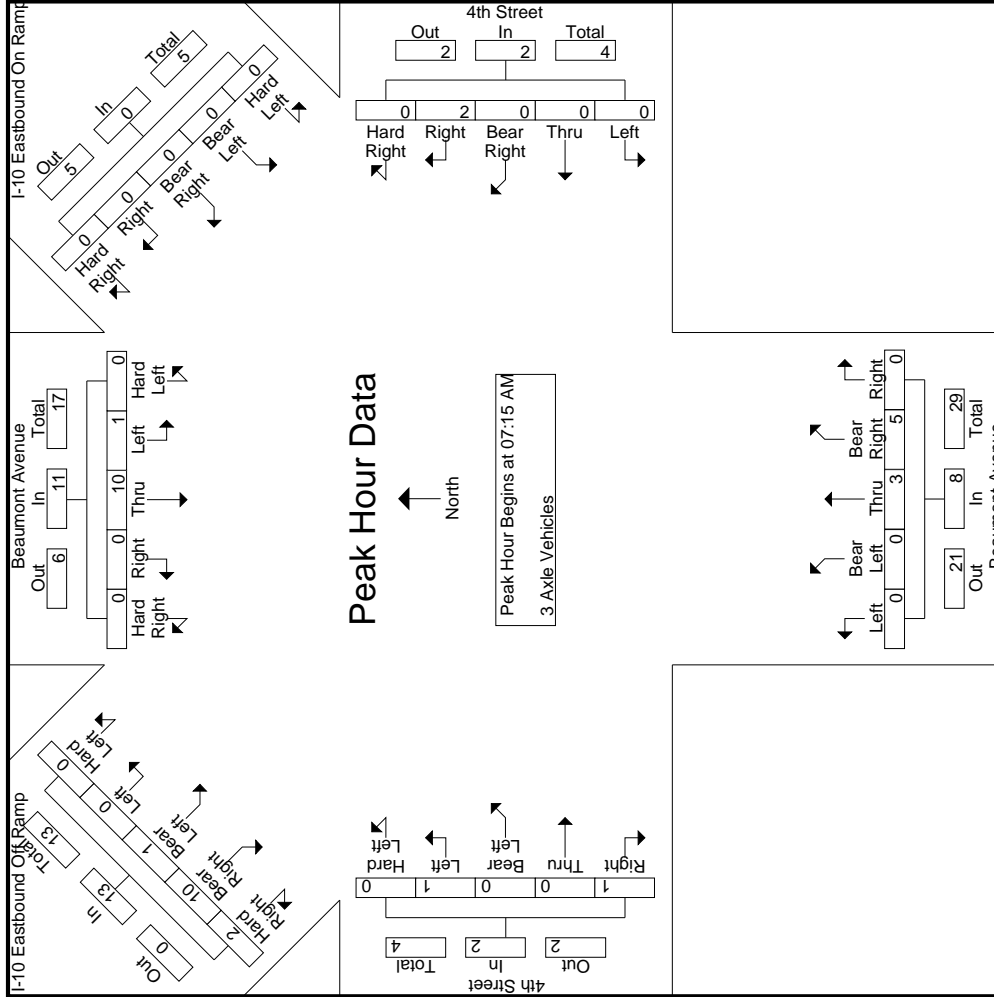 I-10 Eastbound On Ramp
Out
In
Total
5
0
5
0
0
0
0
0
Hard Right
Right
Bear Right
Bear Left
Hard Left
4th Street
Out
In
Total
2
2
4
0
2
0
0
0
Hard Right
Right
Bear Right
Thru
Left
Beaumont Avenue
Out
In
Total
6
11
17
0
0
10
1
0
Hard Right
Right
Thru
Left
Hard Left
Peak Hour Data
North
Peak Hour Begins at 07:15 AM
3 Axle Vehicles
Left
Bear Left
Thru
Bear Right
Right
0
0
3
5
0
21
8
29
Out
In
Total
Beaumont Avenue
I-10 Eastbound Off Ramp
Total
In
Out
13
13
0
0
0
1
10
2
Hard Left
Left
Bear Left
Bear Right
Hard Right
Hard Left
Left
Bear Left
Thru
Right
0
1
0
0
1
4
2
2
Total
In
Out
4th Street